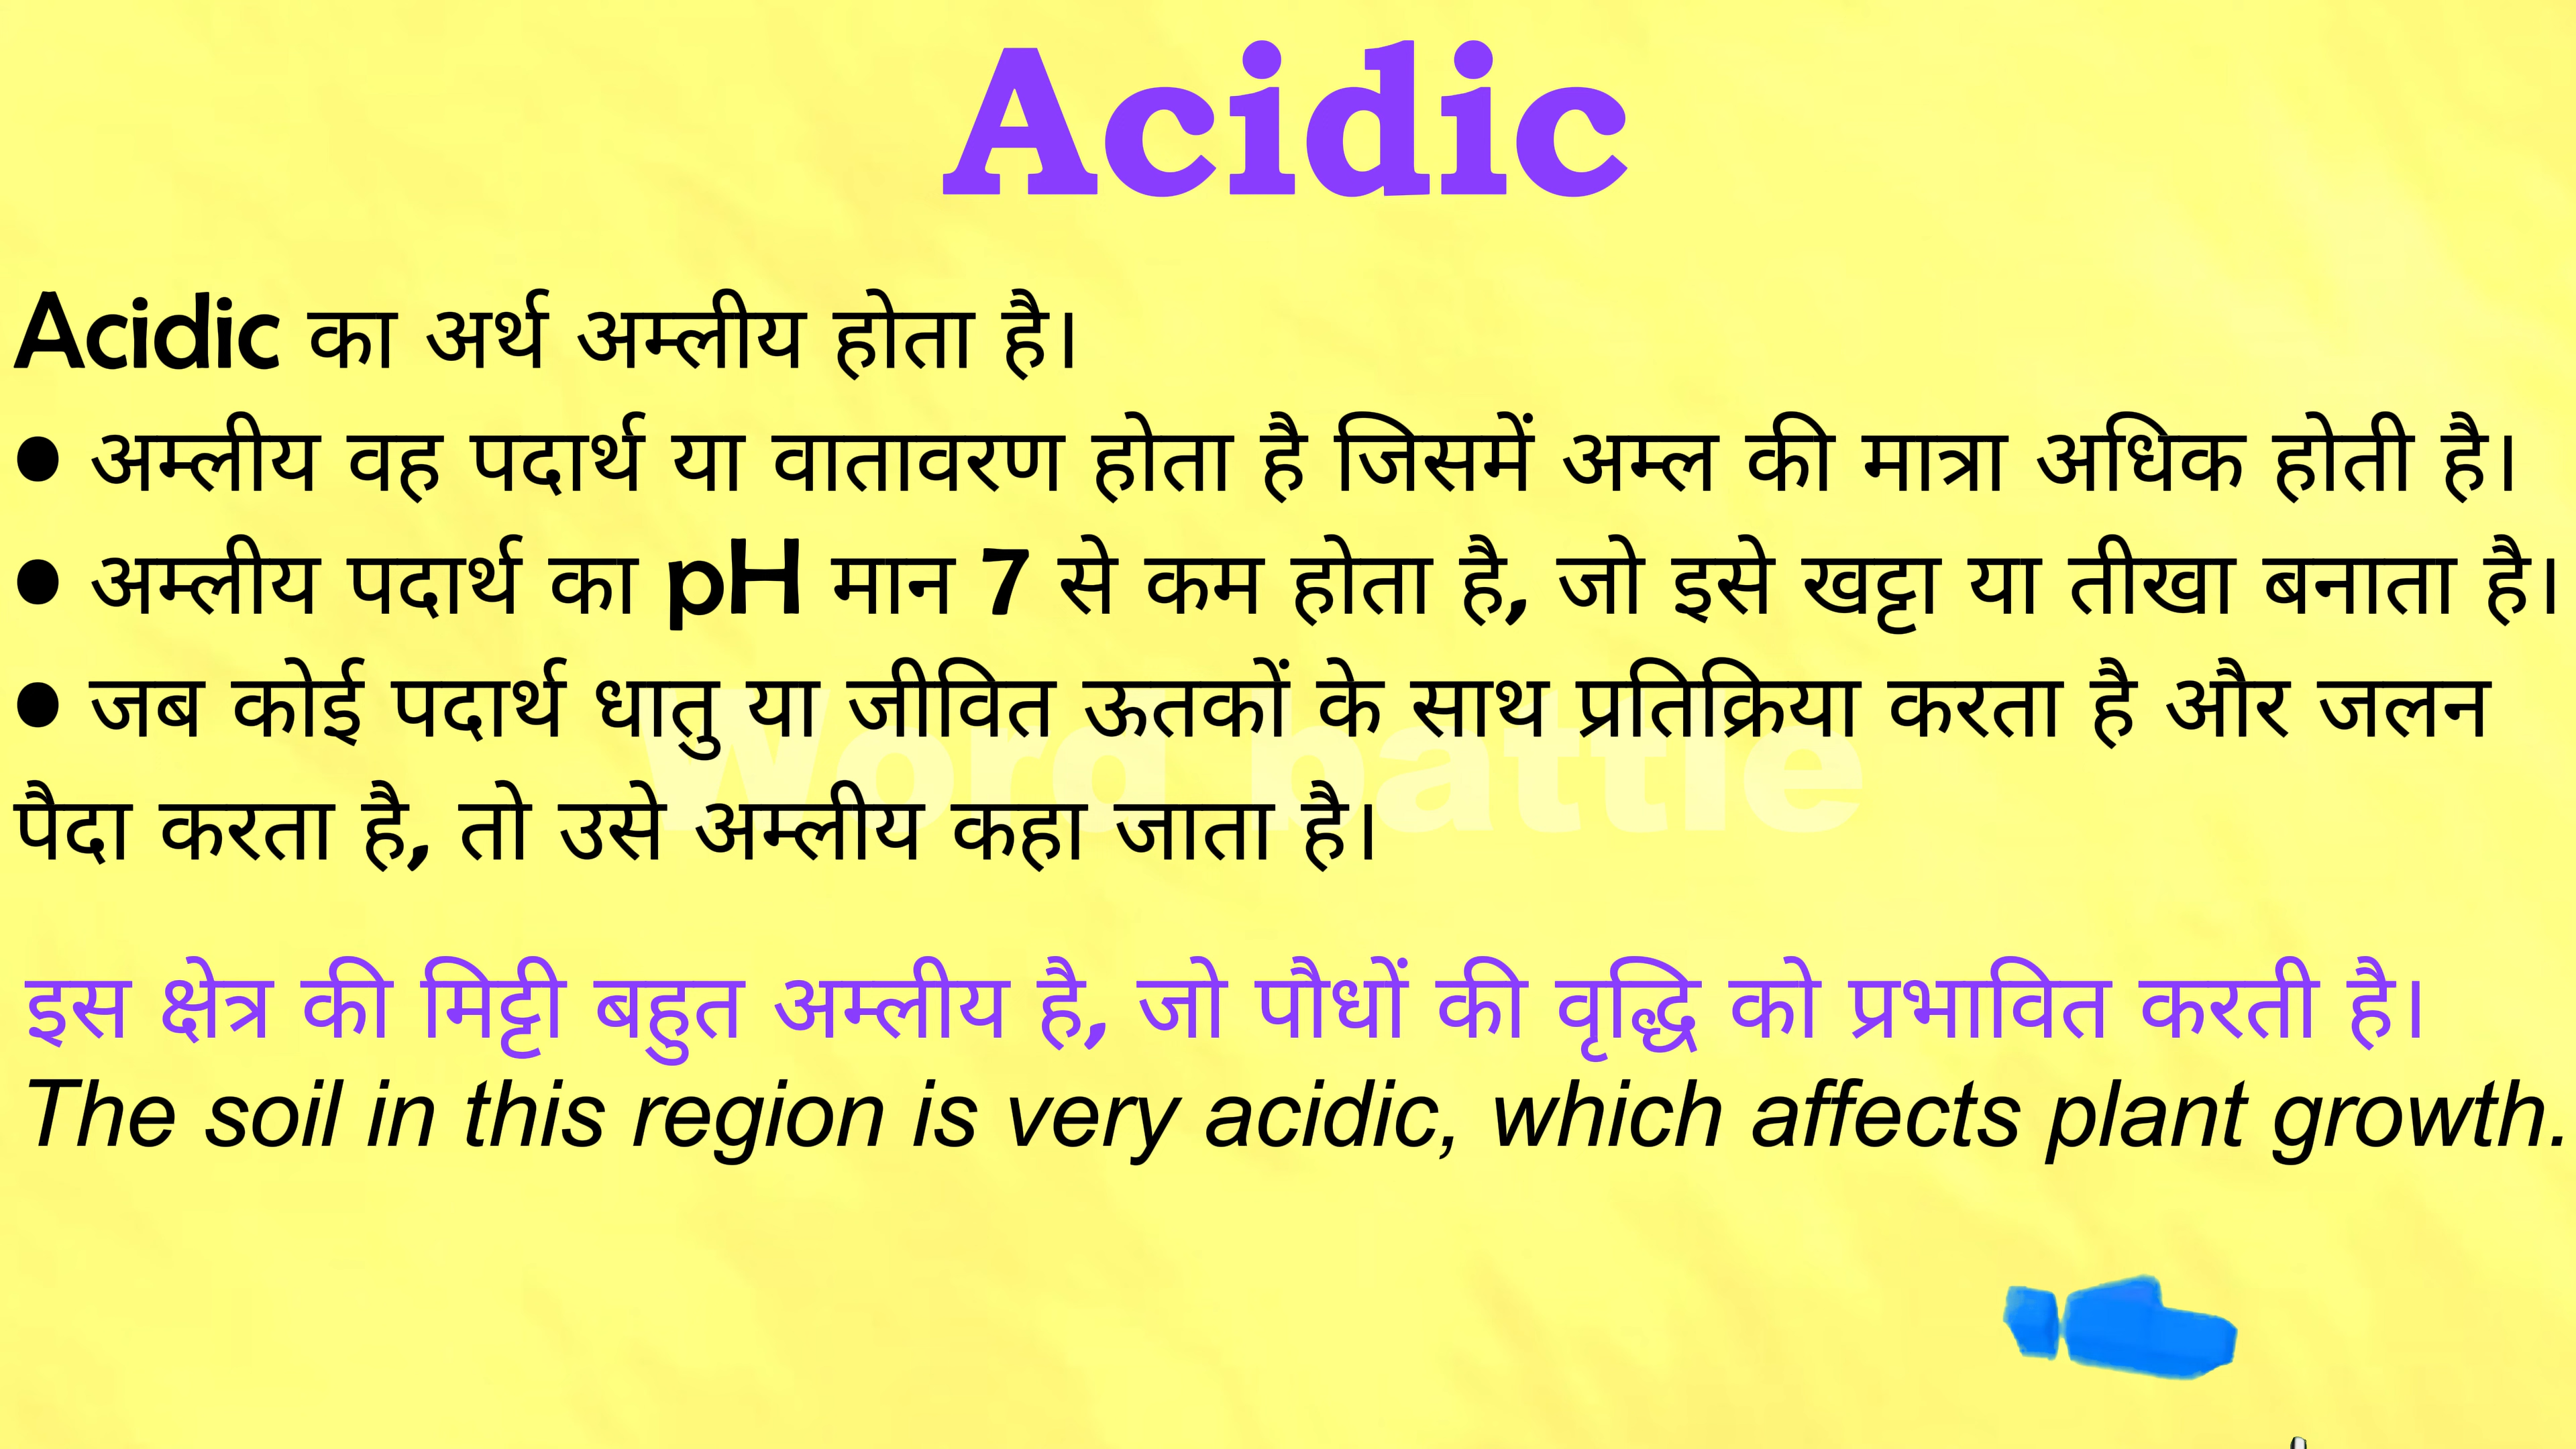 Acidic
Acidic का अर्थ अम्लीय होता है।
● अम्लीय वह पदार्थ या वातावरण होता है जिसमें अम्ल की मात्रा अधिक होती है।
● अम्लीय पदार्थ का pH मान 7 से कम होता है, जो इसे खट्टा या तीखा बनाता है।
● जब कोई पदार्थ धातु या जीवित ऊतकों के साथ प्रतिक्रिया करता है और जलन
पैदा करता है, तो उसे अम्लीय कहा जाता है।
Word battle
इस क्षेत्र की मिट्टी बहुत अम्लीय है, जो पौधों की वृद्धि को प्रभावित करती है।
The soil in this region is very acidic, which affects plant growth.